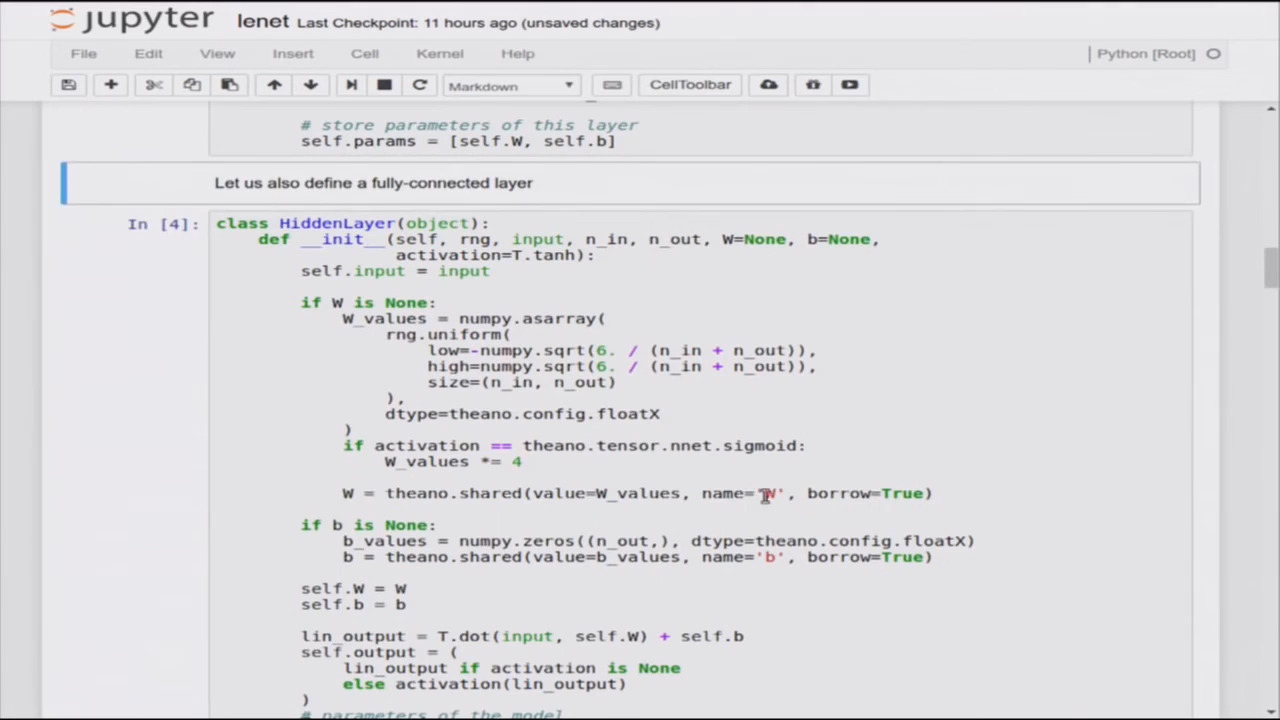 jupyter lenet Last Checkpoint: 11 hours ago (unsaved changes)
File Edit View Insert Cell Kernel Help Python [Root]
Markdown CellToolbar
# store parameters of this layer
self.params = [self.W, self.b]
Let us also define a fully-connected layer
In [4]: class HiddenLayer(object):
def __init__(self, rng, input, n_in, n_out, W=None, b=None,
activation=T.tanh):
self.input = input
if W is None:
W_values = numpy.asarray(
rng.uniform(
low=-numpy.sqrt(6. / (n_in + n_out)),
high=numpy.sqrt(6. / (n_in + n_out)),
size=(n_in, n_out)
),
dtype=theano.config.floatX
)
if activation == theano.tensor.nnet.sigmoid:
W_values *= 4
W = theano.shared(value=W_values, name='W', borrow=True)
if b is None:
b_values = numpy.zeros((n_out,), dtype=theano.config.floatX)
b = theano.shared(value=b_values, name='b', borrow=True)
self.W = W
self.b = b
lin_output = T.dot(input, self.W) + self.b
self.output = (
lin_output if activation is None
else activation(lin_output)
)
# parameters of the model